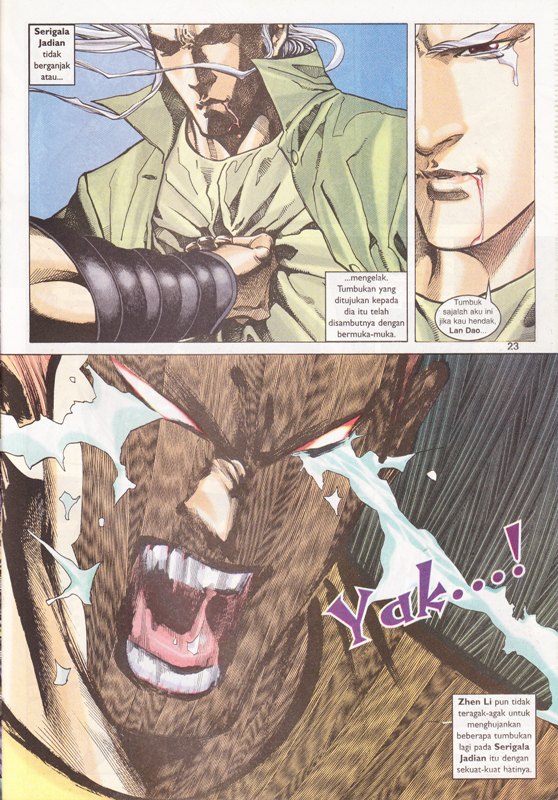 Serigala
Jadian
tidak
berganjak
atau...
...mengelak.
Tumbukan yang
ditujukan kepada
dia itu telah
disambutnya dengan
bermuka-muka.
Tumbuk
sajalah aku ini
jika kau hendak,
Lan Dao...
23
Yak...!
Zhen Li pun tidak
teragak-agak untuk
menghujankan
beberapa tumbukan
lagi pada Serigala
Jadian itu dengan
sekuat-kuat hatinya.